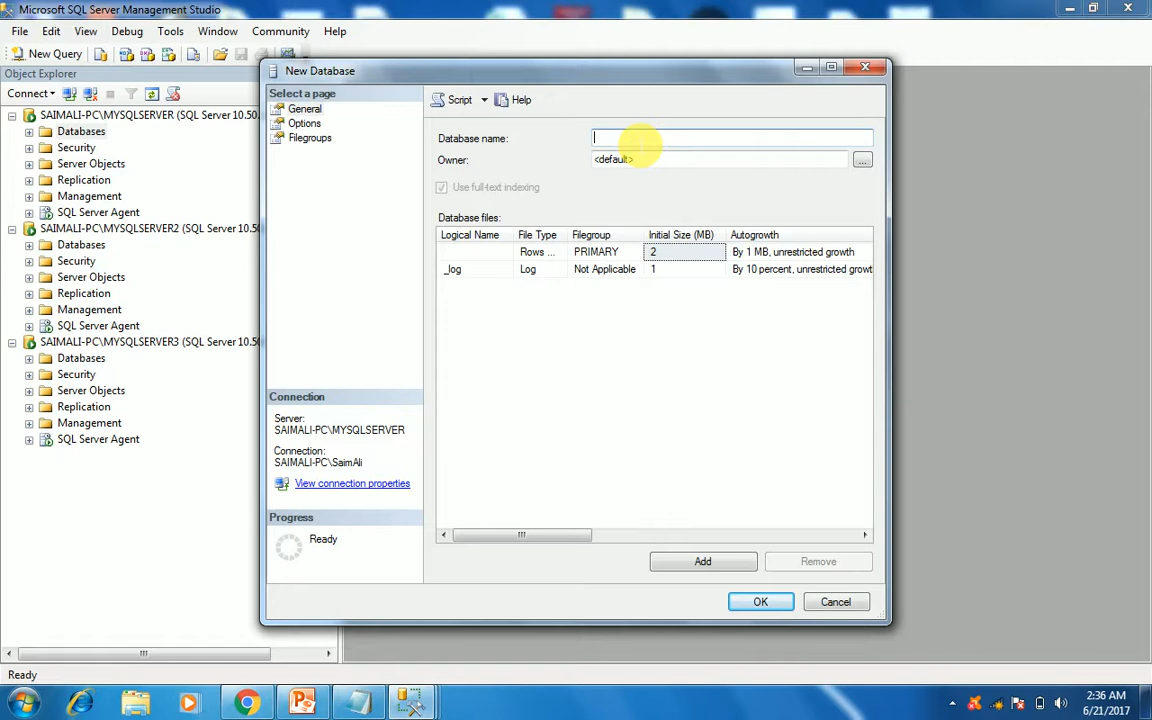 Microsoft SQL Server Management Studio
File Edit View Debug Tools Window Community Help
New Query
Object Explorer
Connect
SAIMALI-PC\MYSQLSERVER (SQL Server 10.50
Databases
Security
Server Objects
Replication
Management
SQL Server Agent
SAIMALI-PC\MYSQLSERVER2 (SQL Server 10.50
Databases
Security
Server Objects
Replication
Management
SQL Server Agent
SAIMALI-PC\MYSQLSERVER3 (SQL Server 10.50
Databases
Security
Server Objects
Replication
Management
SQL Server Agent
New Database
Select a page
General
Options
Filegroups
Connection
Server:
SAIMALI-PC\MYSQLSERVER
Connection:
SAIMALI-PC\SaimAli
View connection properties
Progress
Ready
Script Help
Database name:
Owner: <default> ...
Use full-text indexing
Database files:
Logical Name File Type Filegroup Initial Size (MB) Autogrowth
Rows ... PRIMARY 2 By 1 MB, unrestricted growth
_log Log Not Applicable 1 By 10 percent, unrestricted growt
Add Remove
OK Cancel
Ready
2:36 AM
6/21/2017